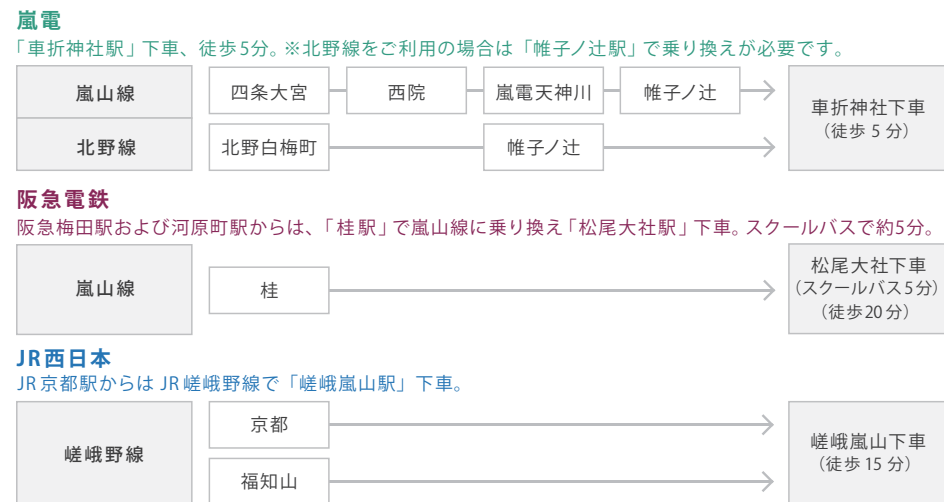 嵐電
「車折神社駅」下車、徒歩5分。※北野線をご利用の場合は「帷子ノ辻駅」で乗り換えが必要です。
嵐山線 四条大宮 西院 嵐電天神川 帷子ノ辻
北野線 北野白梅町 帷子ノ辻
車折神社下車
（徒歩 5 分）
阪急電鉄
阪急梅田駅および河原町駅からは、「桂駅」で嵐山線に乗り換え「松尾大社駅」下車。スクールバスで約5分。
嵐山線 桂
松尾大社下車
（スクールバス5分）
（徒歩20 分）
JR西日本
JR京都駅からは JR嵯峨野線で「嵯峨嵐山駅」下車。
嵯峨野線
京都
福知山
嵯峨嵐山下車
（徒歩 15 分）